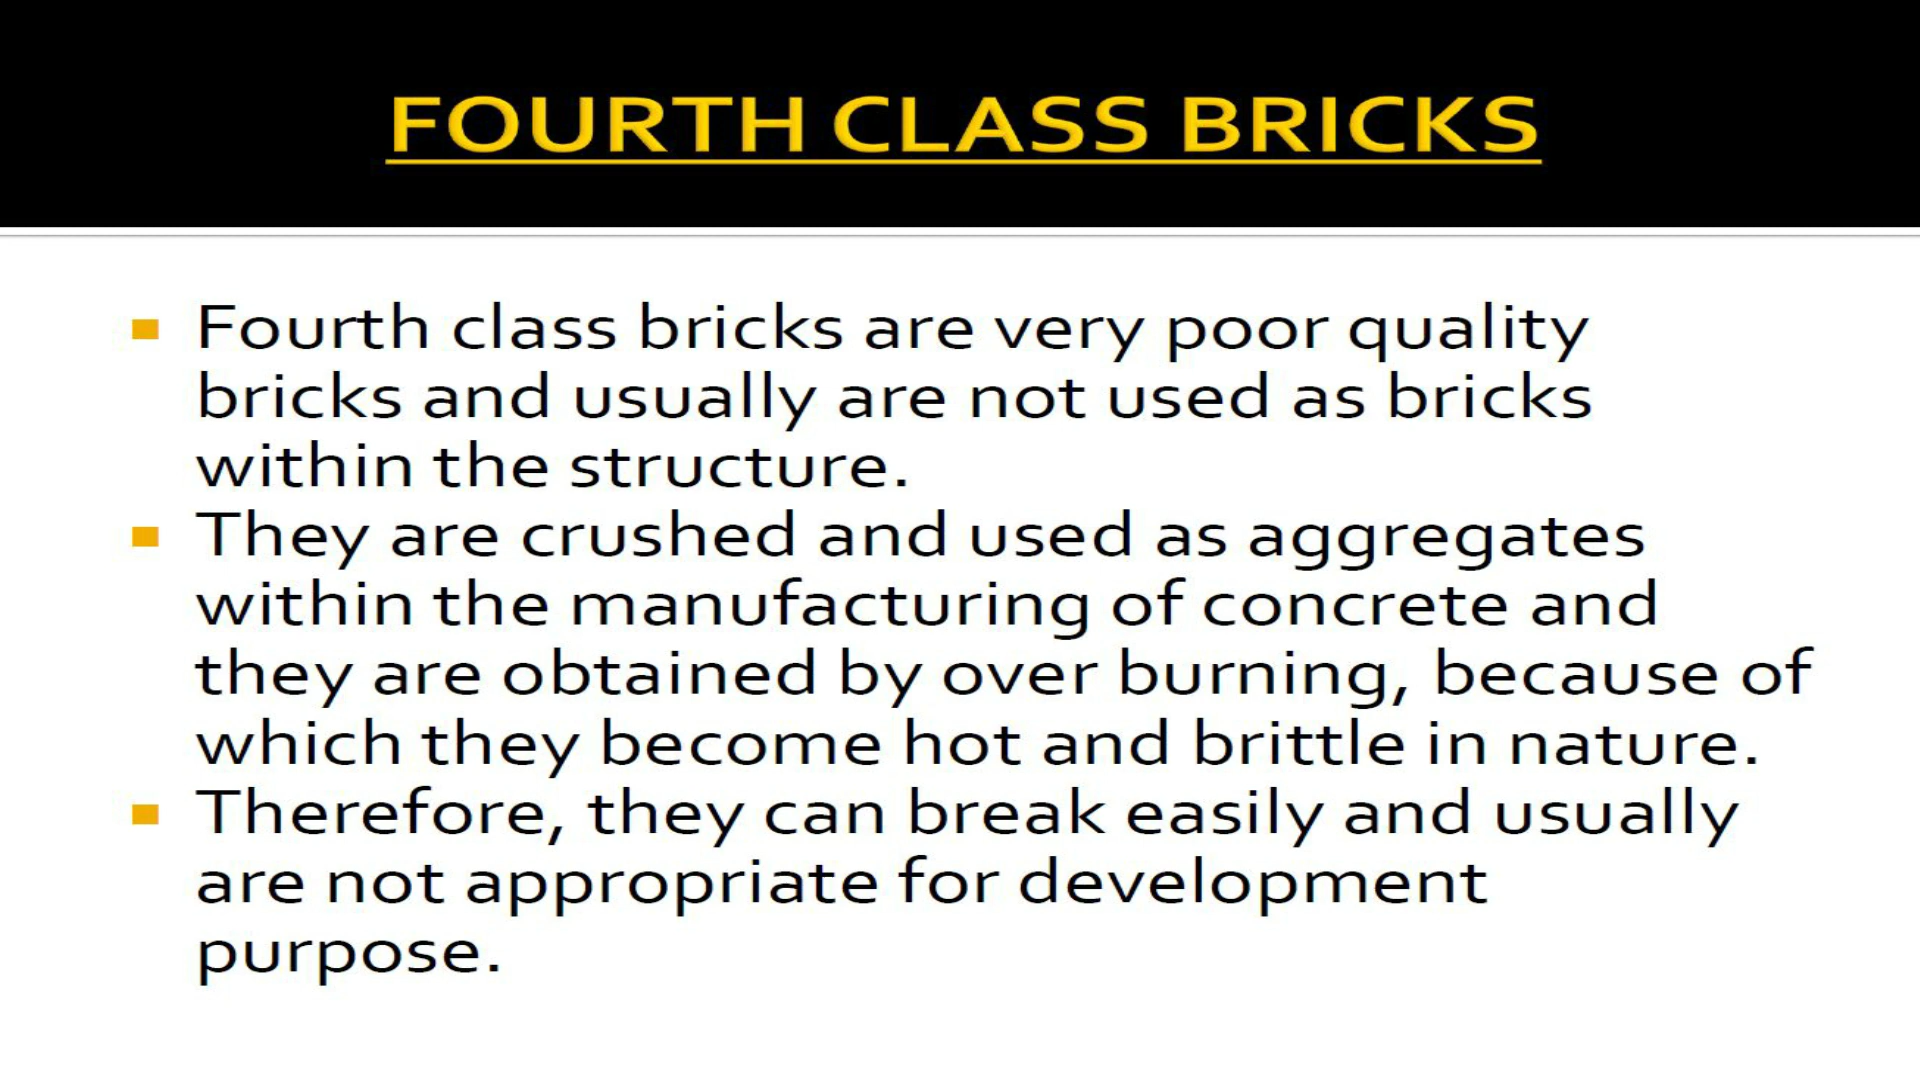 FOURTH CLASS BRICKS
Fourth class bricks are very poor quality
bricks and usually are not used as bricks
within the structure.
They are crushed and used as aggregates
within the manufacturing of concrete and
they are obtained by over burning, because of
which they become hot and brittle in nature.
Therefore, they can break easily and usually
are not appropriate for development
purpose.